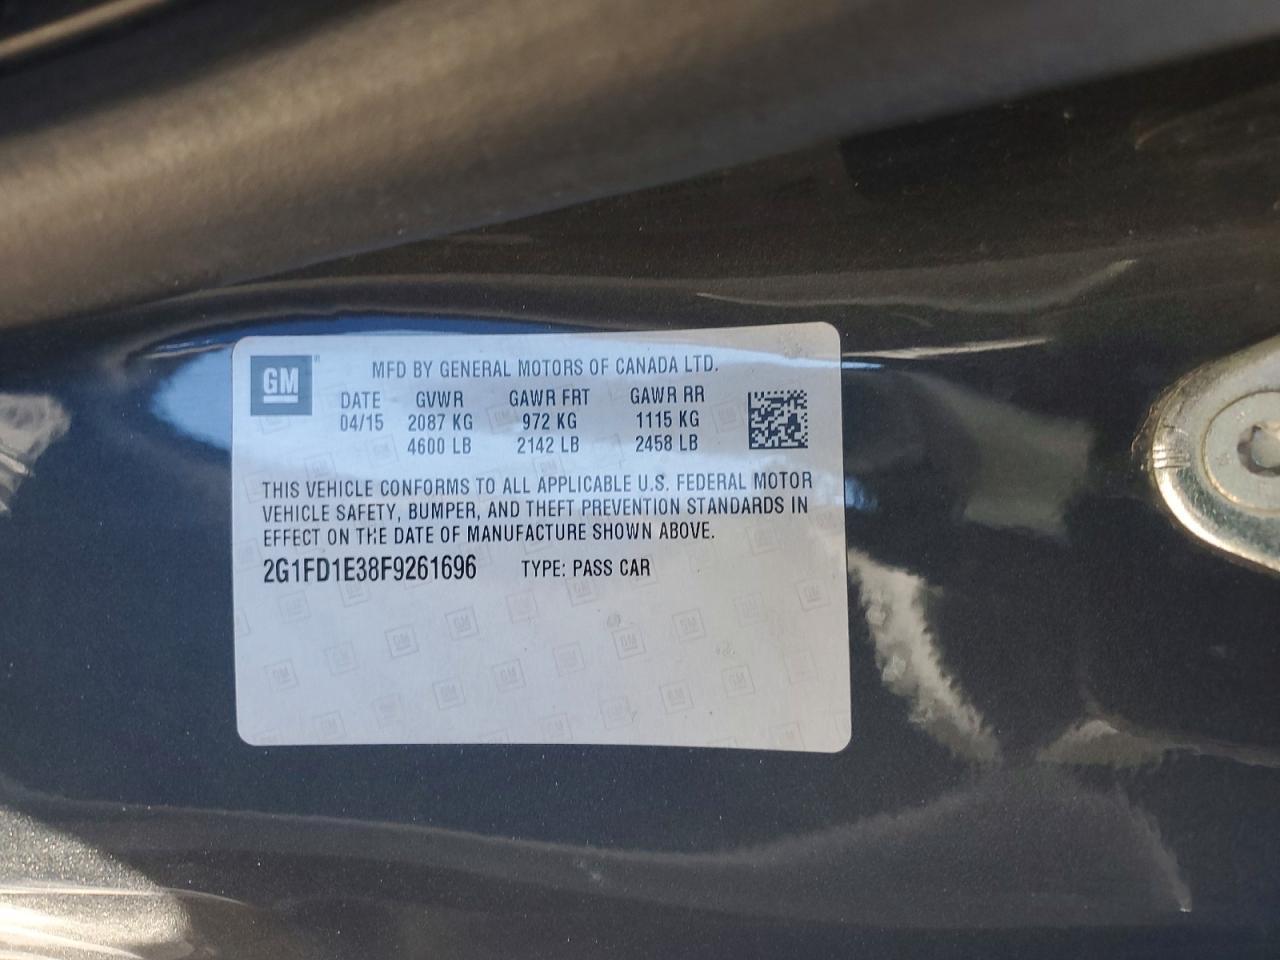 GM
MFD BY GENERAL MOTORS OF CANADA LTD.
DATE GVWR GAWR FRT GAWR RR
04/15 2087 KG 972 KG 1115 KG
4600 LB 2142 LB 2458 LB
THIS VEHICLE CONFORMS TO ALL APPLICABLE U.S. FEDERAL MOTOR
VEHICLE SAFETY, BUMPER, AND THEFT PREVENTION STANDARDS IN
EFFECT ON THE DATE OF MANUFACTURE SHOWN ABOVE.
2G1FD1E38F9261696 TYPE: PASS CAR